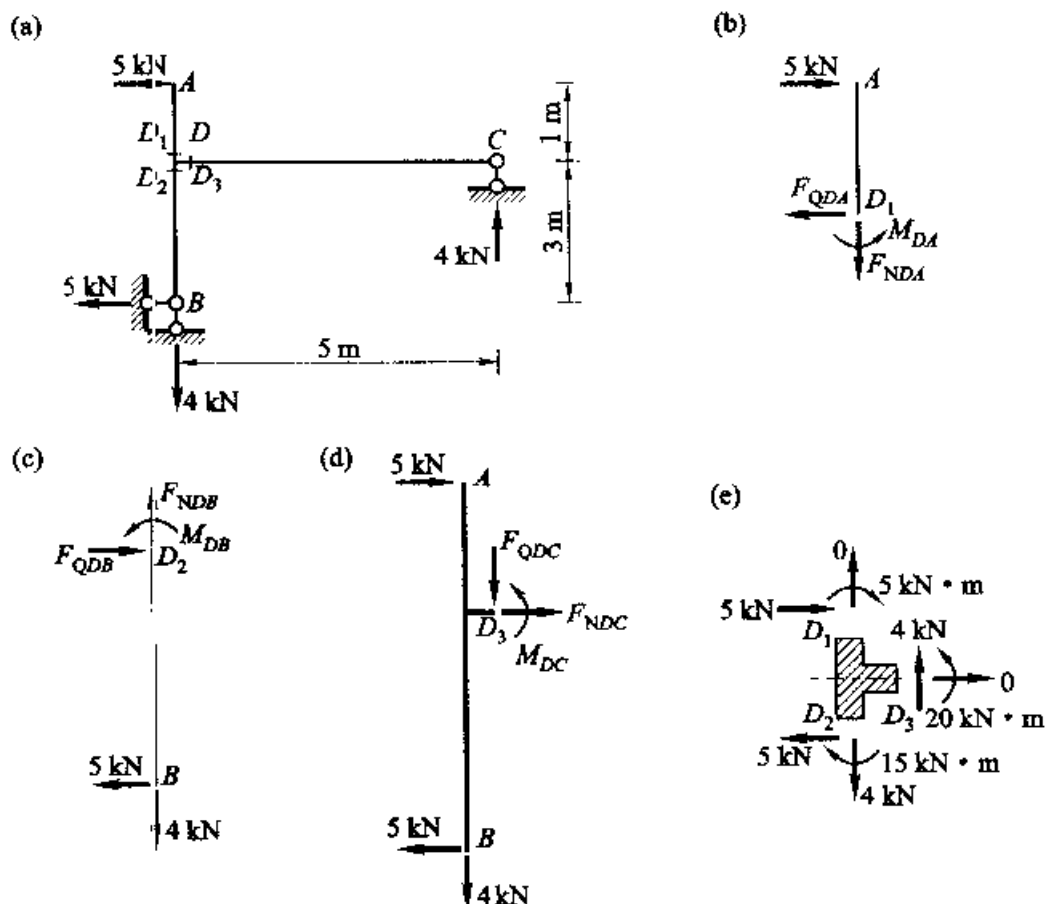 (a)
5 kN
A
D1 D
D2 D3
C
1 m
3 m
4 kN
5 kN
B
5 m
4 kN
(b)
5 kN
A
FQDA
D1
MDA
FNDA
(c)
FNDB
MDB
FQDB
D2
5 kN
B
4 kN
(d)
5 kN
A
FQDC
FNDC
D3
MDC
5 kN
B
4 kN
(e)
0
5 kN • m
5 kN
D1
4 kN
0
D2
D3
20 kN • m
5 kN
15 kN • m
4 kN